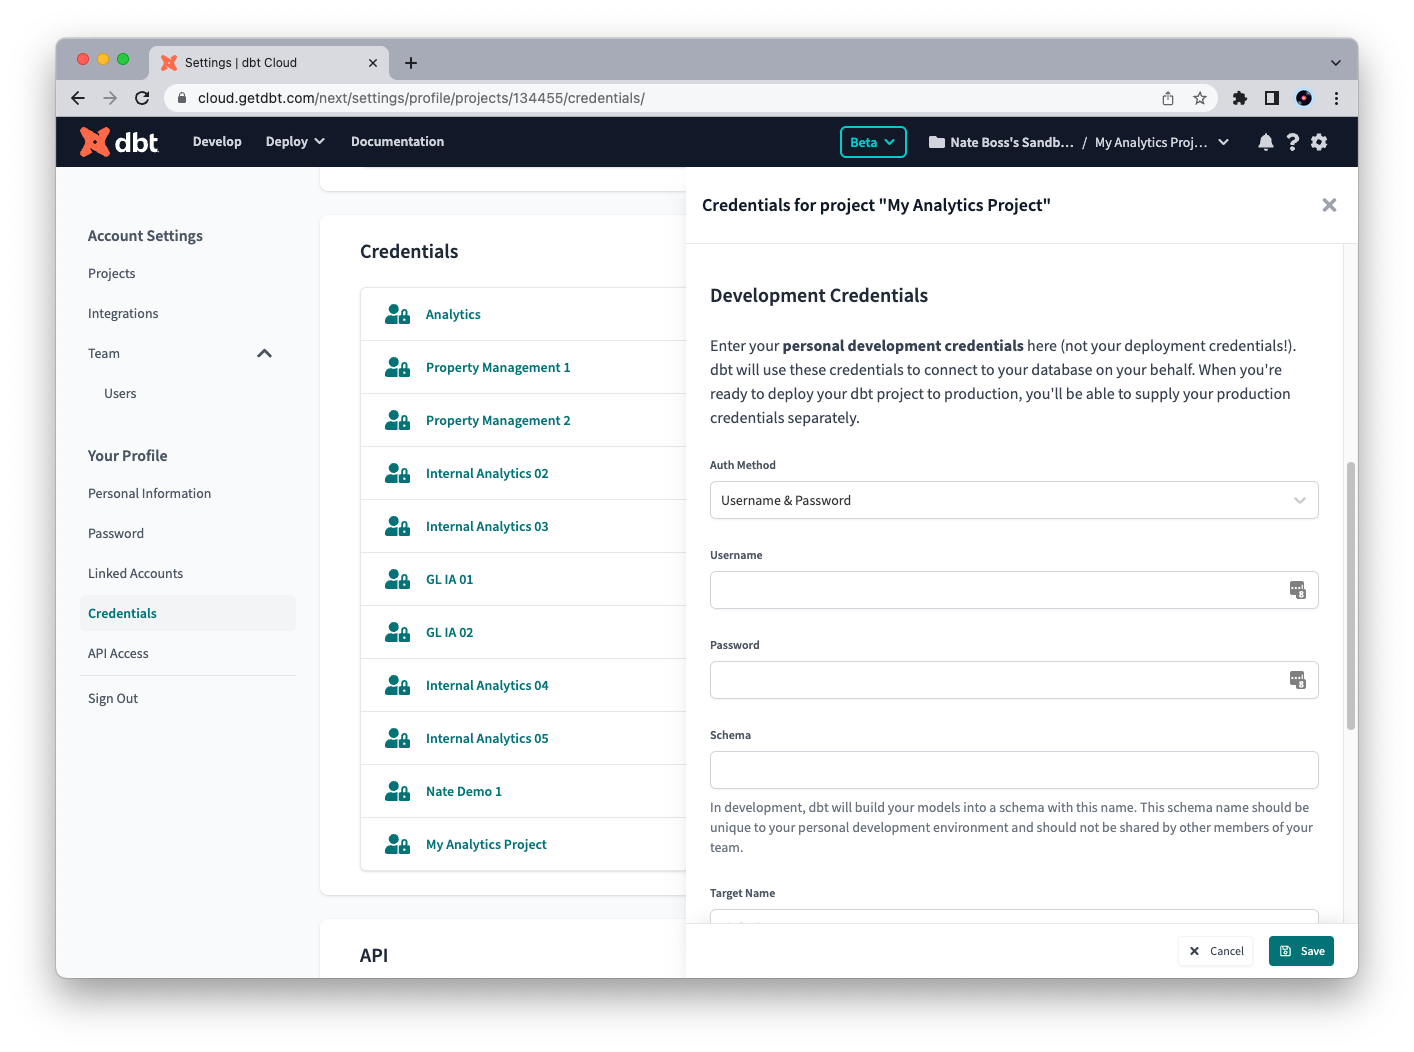 Settings | dbt Cloud
cloud.getdbt.com/next/settings/profile/projects/134455/credentials/
dbt
Develop
Deploy
Documentation
Beta
Nate Boss's Sandb... / My Analytics Proj...
Account Settings
Projects
Integrations
Team
Users
Your Profile
Personal Information
Password
Linked Accounts
Credentials
API Access
Sign Out
Credentials
Analytics
Property Management 1
Property Management 2
Internal Analytics 02
Internal Analytics 03
GL IA 01
GL IA 02
Internal Analytics 04
Internal Analytics 05
Nate Demo 1
My Analytics Project
API
Credentials for project "My Analytics Project"
Development Credentials
Enter your personal development credentials here (not your deployment credentials!).
dbt will use these credentials to connect to your database on your behalf. When you're
ready to deploy your dbt project to production, you'll be able to supply your production
credentials separately.
Auth Method
Username & Password
Username
8
Password
8
Schema
In development, dbt will build your models into a schema with this name. This schema name should be
unique to your personal development environment and should not be shared by other members of your
team.
Target Name
Cancel
Save